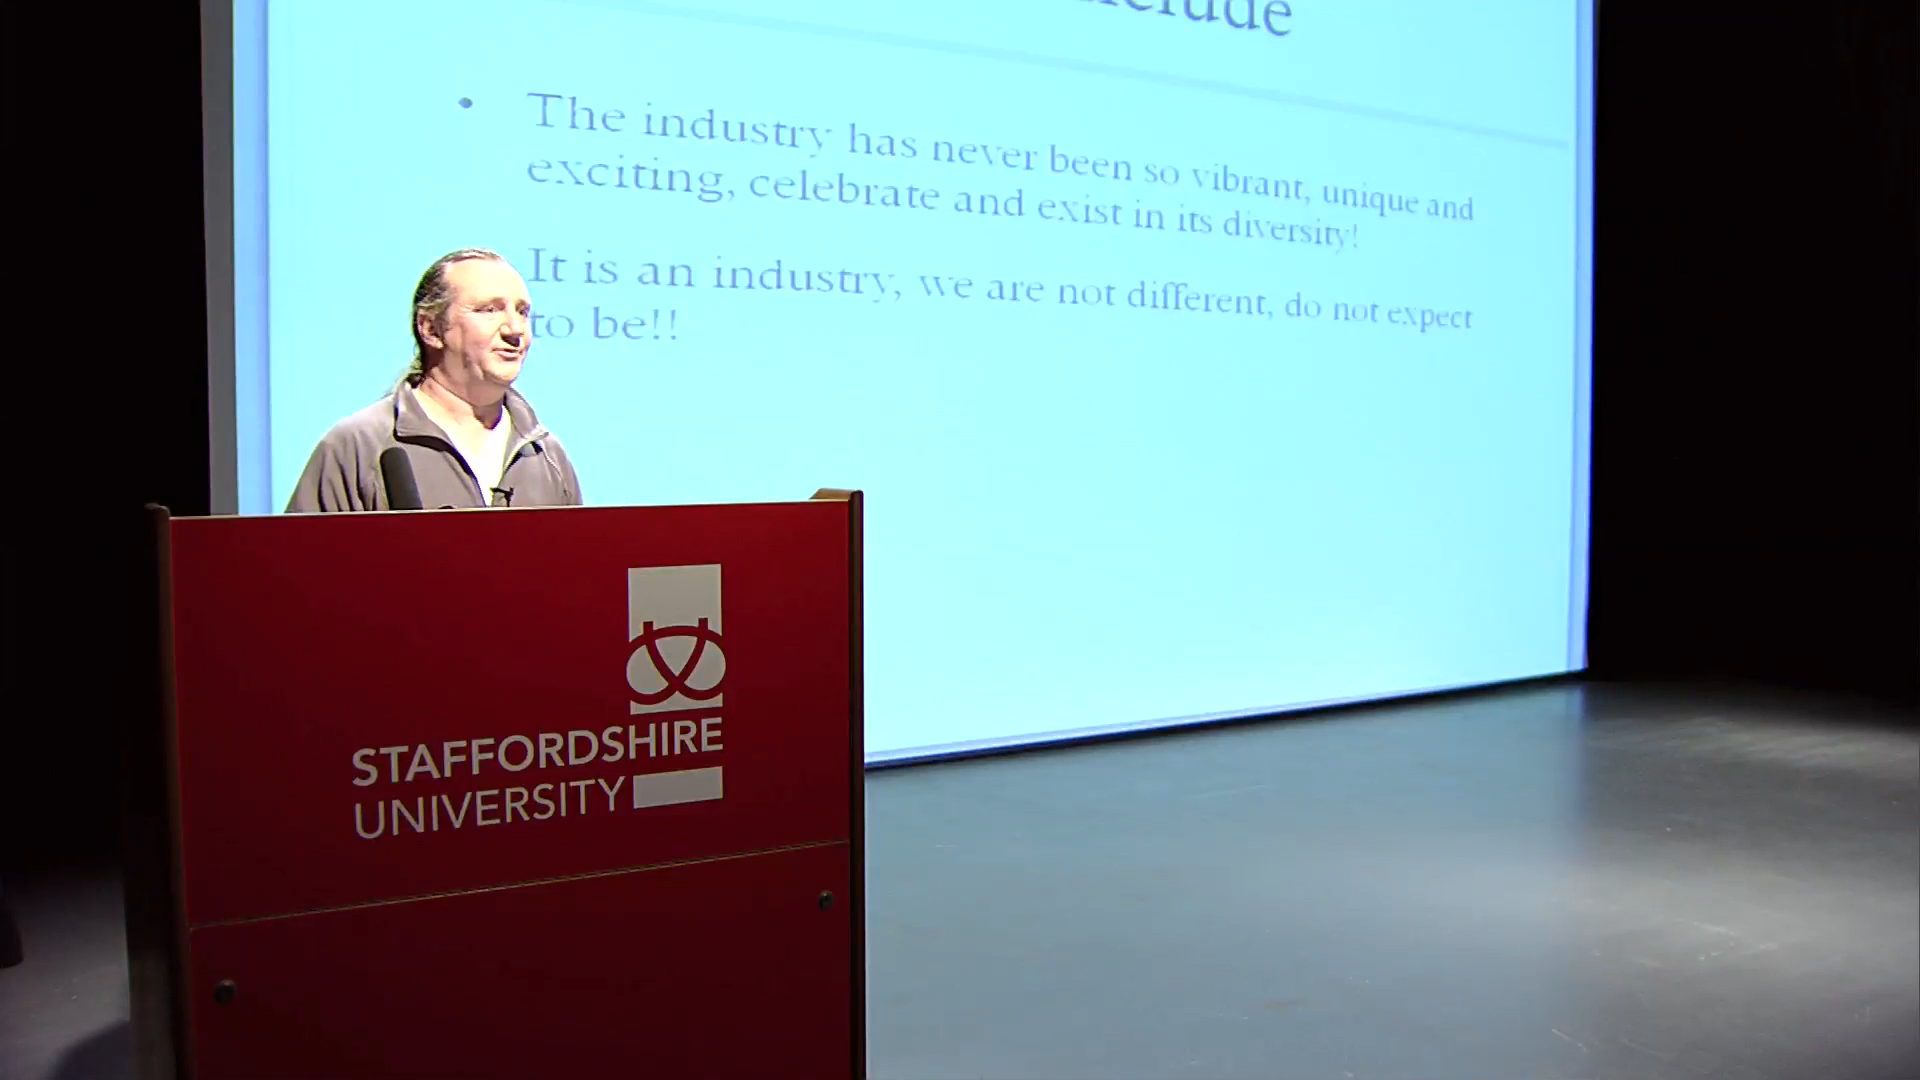 The industry has never been so vibrant, unique and
exciting, celebrate and exist in its diversity!
It is an industry, we are not different, do not expect
to be!!
STAFFORDSHIRE
UNIVERSITY